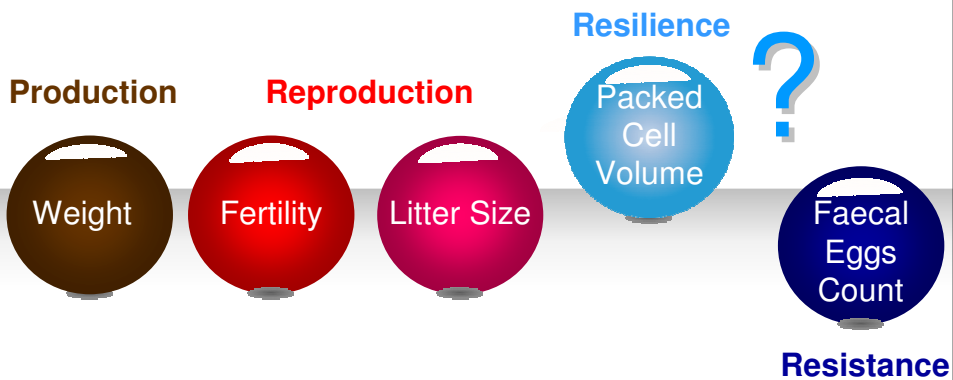 Resilience
?
Production
Reproduction
Packed
Cell
Volume
Weight
Fertility
Litter Size
Faecal
Eggs
Count
Resistance